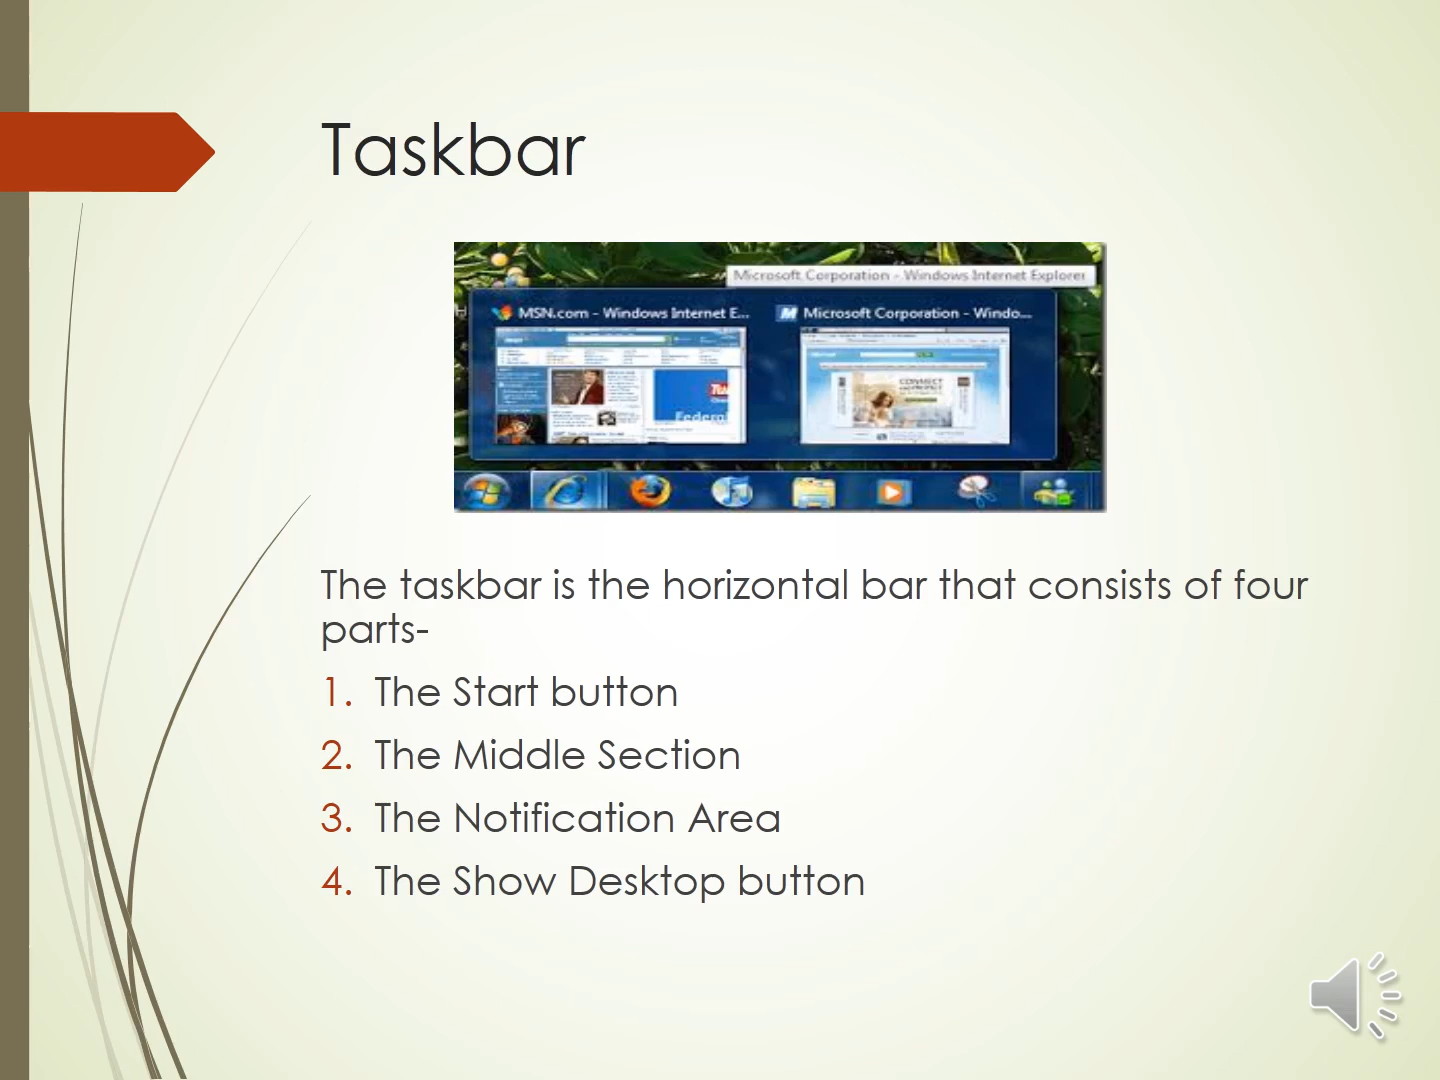 Taskbar
Microsoft Corporation - Windows Internet Explorer
MSN.com - Windows Internet E...
Microsoft Corporation - Windo...
CONNECT
Federal
The taskbar is the horizontal bar that consists of four
parts-
1. The Start button
2. The Middle Section
3. The Notification Area
4. The Show Desktop button